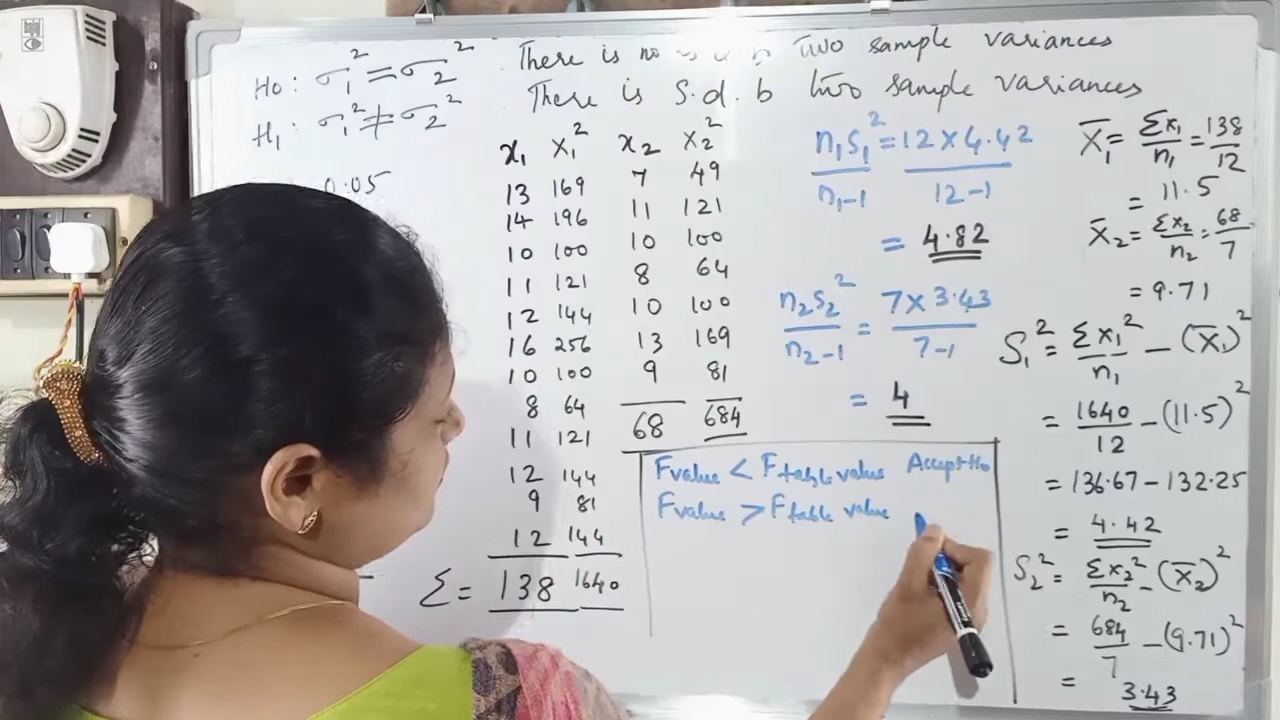 H₀: σ₁² = σ₂² There is no two sample variances
H₁: σ₁² ≠ σ₂² There is S.d. b two sample variances
0.05
x₁ x₁² x₂ x₂²
13 169 7 49
14 196 11 121
10 100 10 100
11 121 8 64
12 144 10 100
16 256 13 169
10 100 9 81
8 64 68 684
11 121
12 144
9 81
12 144
Σ = 138 1640
n₁s₁²/n₁-1 = 12 × 4.42/12-1
= 4.82
n₂s₂²/n₂-1 = 7 × 3.43/7-1
= 4
Fvalue < Ftable value Accept Ho
Fvalue > Ftable value
X̄₁ = Σx₁/n₁ = 138/12
= 11.5
X̄₂ = Σx₂/n₂ = 68/7
= 9.71
S₁² = Σx₁²/n₁ - (X̄₁)²
= 1640/12 - (11.5)²
= 136.67 - 132.25
= 4.42
S₂² = Σx₂²/n₂ - (X̄₂)²
= 684/7 - (9.71)²
= 3.43